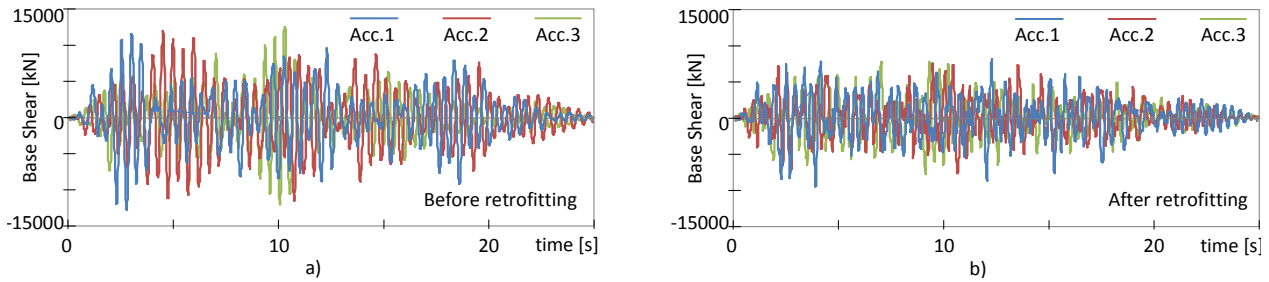 15000
Acc.1 Acc.2 Acc.3
Base Shear [kN]
0
Before retrofitting
-15000
0 10 20 time [s]
a)
15000
Acc.1 Acc.2 Acc.3
Base Shear [kN]
0
After retrofitting
-15000
0 10 20 time [s]
b)